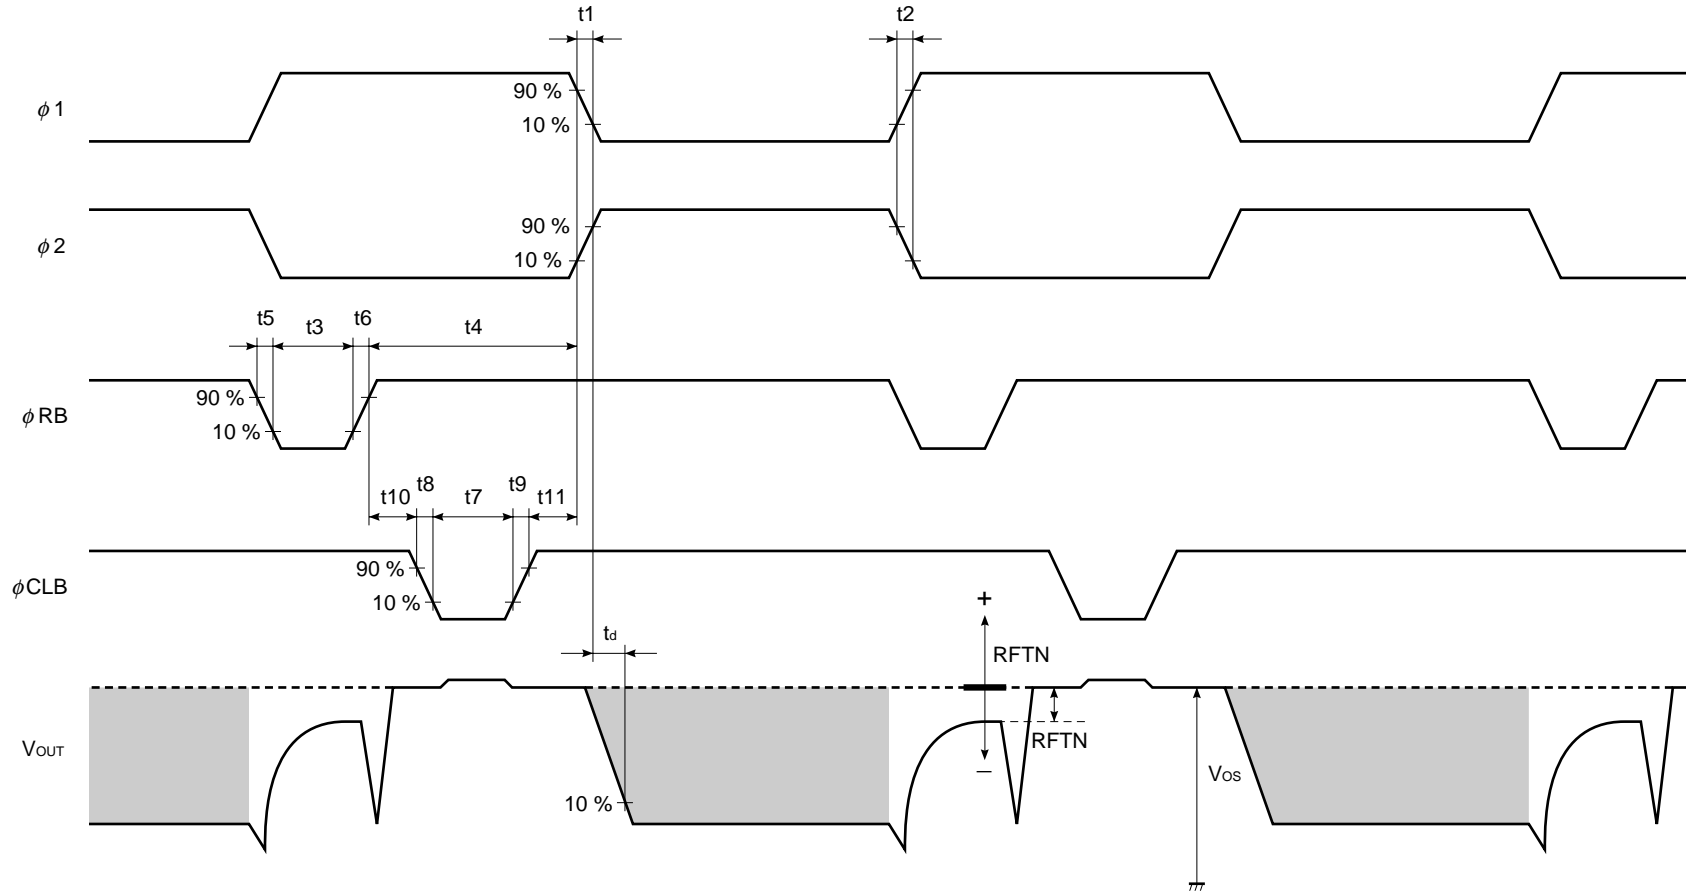 t1 t2
90 %
ϕ1
10 %
90 %
ϕ2
10 %
t5 t3 t6 t4
90 %
ϕRB
10 %
t10 t8 t7 t9 t11
90 %
ϕCLB
10 %
+
td
RFTN
RFTN
VOUT
–
VOS
10 %